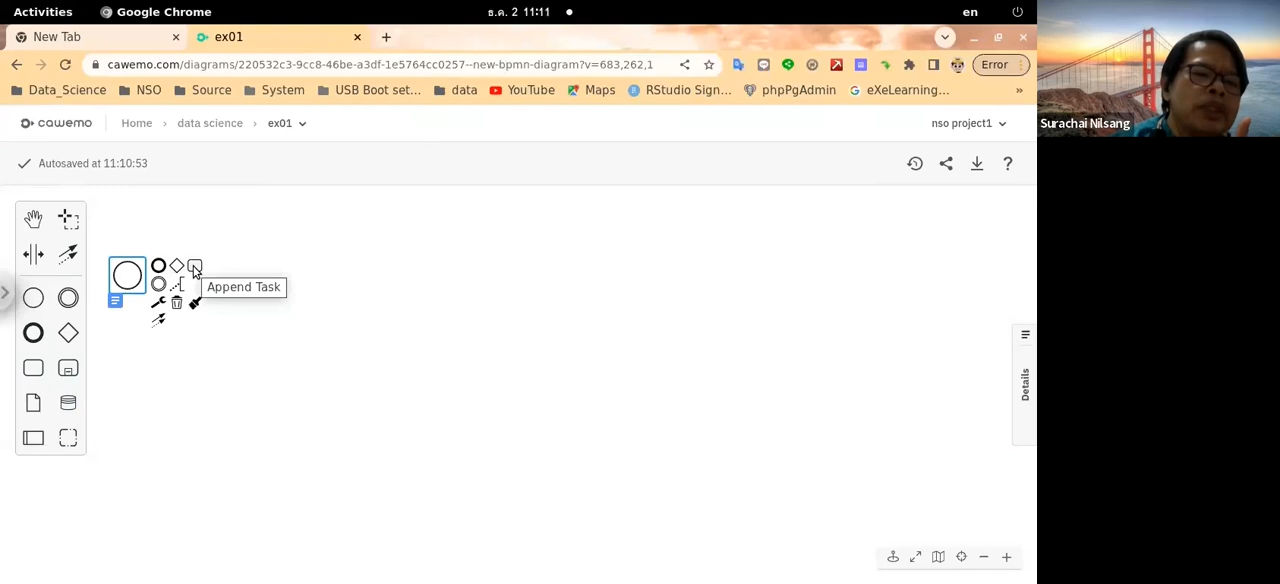 Activities Google Chrome ธ.ค. 2 11:11 en
New Tab ex01
cawemo.com/diagrams/220532c3-9cc8-46be-a3df-1e5764cc0257--new-bpmn-diagram?v=683,262,1 Error
Data_Science NSO Source System USB Boot set... data YouTube Maps RStudio Sign... phpPgAdmin eXeLearning... »
cawemo Home > data science > ex01 nso project1
Surachai Nilsang
Autosaved at 11:10:53
Append Task
Details